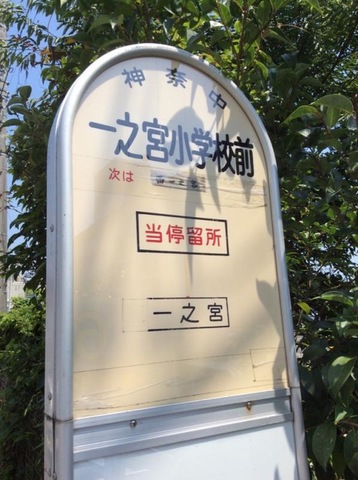 神奈中
一之宮小学校前
次は
当停留所
一之宮